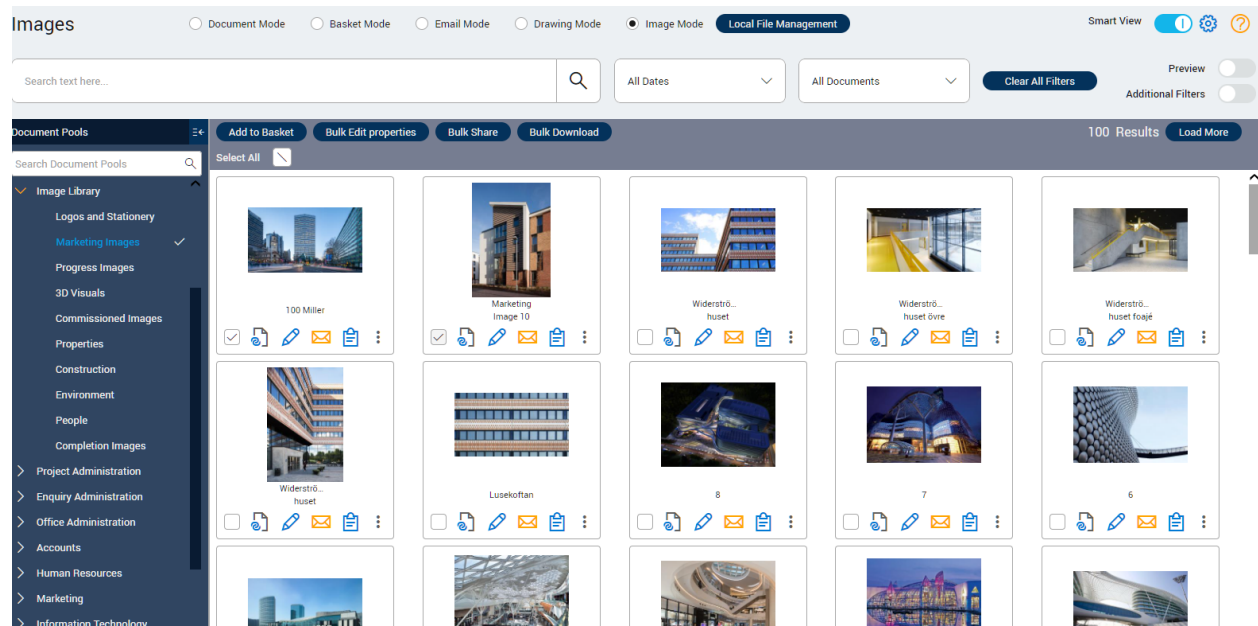 Images
Document Mode
Basket Mode
Email Mode
Drawing Mode
Image Mode
Local File Management
Smart View
Search text here...
All Dates
All Documents
Clear All Filters
Preview
Additional Filters
Document Pools
Add to Basket
Bulk Edit properties
Bulk Share
Bulk Download
100 Results
Load More
Search Document Pools
Select All
Image Library
Logos and Stationery
Marketing Images
Progress Images
3D Visuals
Commissioned Images
Properties
Construction
Environment
People
Completion Images
Project Administration
Enquiry Administration
Office Administration
Accounts
Human Resources
Marketing
Information Technology
100 Miller
Marketing
Image 10
Widerströ...
huset
Widerströ...
huset övre
Widerströ...
huset foajé
Widerströ...
huset
Lusekoftan
8
7
6